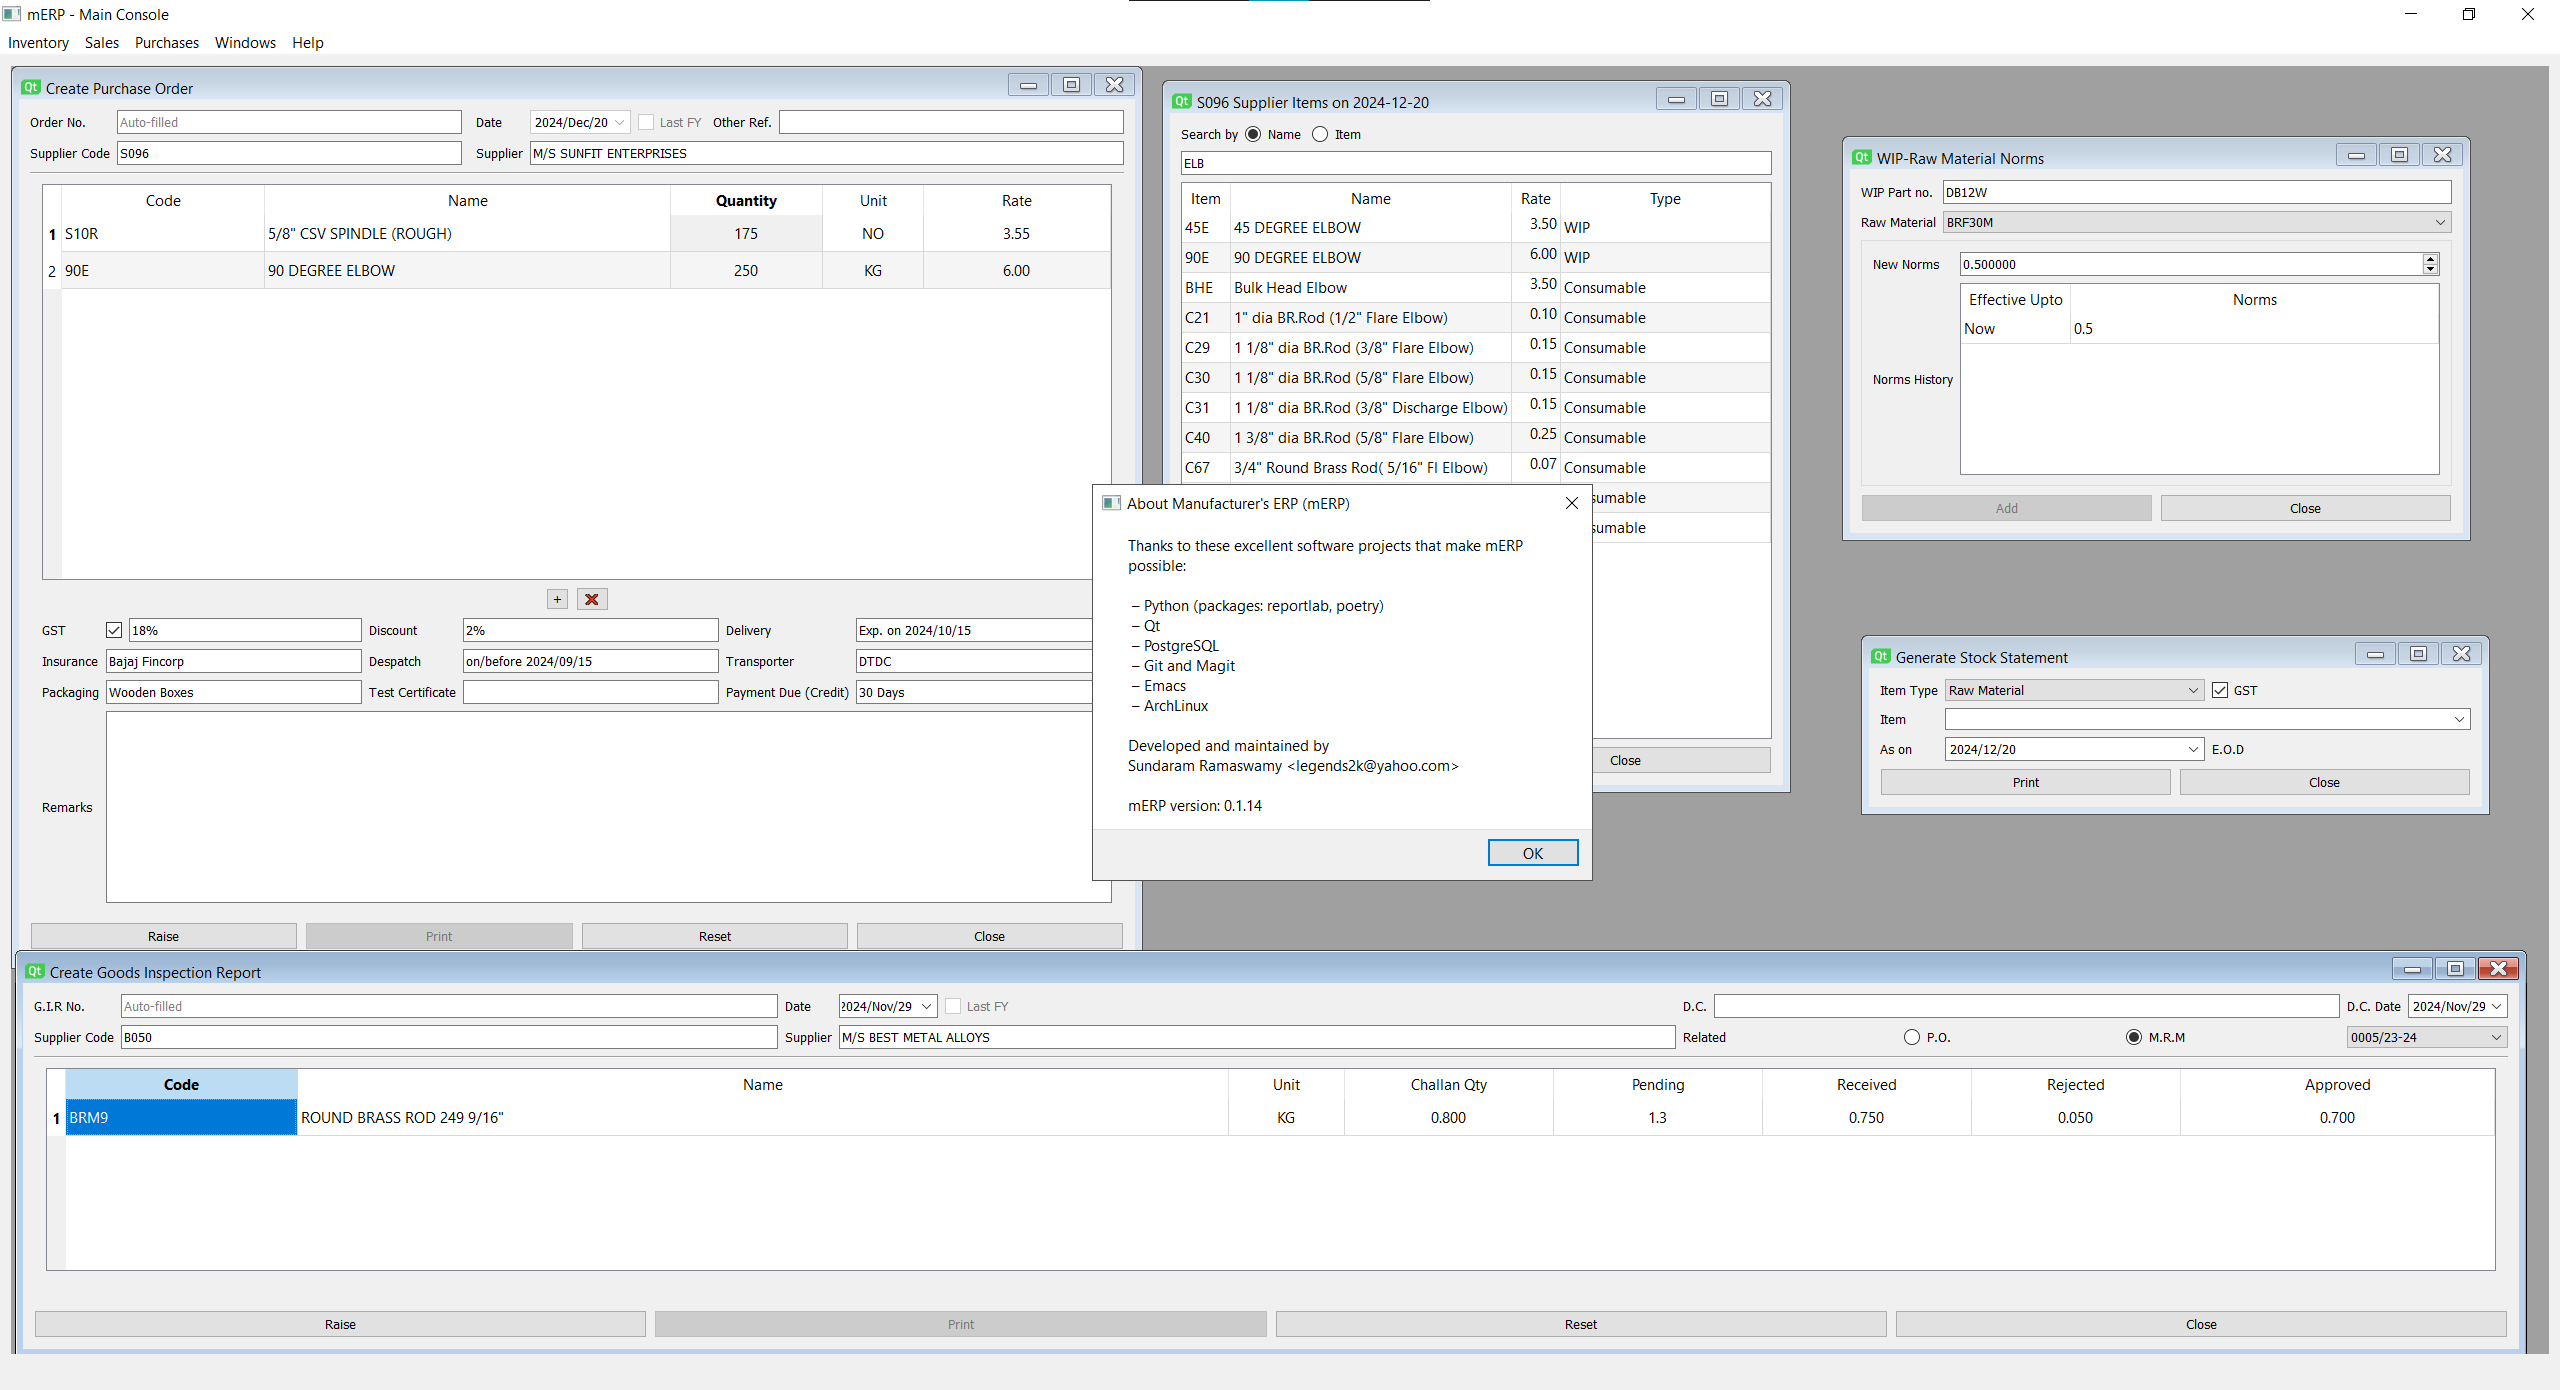 mERP - Main Console
Inventory Sales Purchases Windows Help
Create Purchase Order
Order No. Auto-filled Date 2024/Dec/20 Last FY Other Ref.
Supplier Code S096 Supplier M/S SUNFIT ENTERPRISES
Code Name Quantity Unit Rate
1 S10R 5/8" CSV SPINDLE (ROUGH) 175 NO 3.55
2 90E 90 DEGREE ELBOW 250 KG 6.00
+
GST 18% Discount 2% Delivery Exp. on 2024/10/15
Insurance Bajaj Fincorp Despatch on/before 2024/09/15 Transporter DTDC
Packaging Wooden Boxes Test Certificate Payment Due (Credit) 30 Days
Remarks
Raise Print Reset Close
Qt S096 Supplier Items on 2024-12-20
Search by Name Item
ELB
Item Name Rate Type
45E 45 DEGREE ELBOW 3.50 WIP
90E 90 DEGREE ELBOW 6.00 WIP
BHE Bulk Head Elbow 3.50 Consumable
C21 1" dia BR.Rod (1/2" Flare Elbow) 0.10 Consumable
C29 1 1/8" dia BR.Rod (3/8" Flare Elbow) 0.15 Consumable
C30 1 1/8" dia BR.Rod (5/8" Flare Elbow) 0.15 Consumable
C31 1 1/8" dia BR.Rod (3/8" Discharge Elbow) 0.15 Consumable
C40 1 3/8" dia BR.Rod (5/8" Flare Elbow) 0.25 Consumable
C67 3/4" Round Brass Rod( 5/16" Fl Elbow) 0.07 Consumable
sumable
sumable
Close
About Manufacturer's ERP (mERP)
Thanks to these excellent software projects that make mERP
possible:
– Python (packages: reportlab, poetry)
– Qt
– PostgreSQL
– Git and Magit
– Emacs
– ArchLinux
Developed and maintained by
Sundaram Ramaswamy <legends2k@yahoo.com>
mERP version: 0.1.14
OK
Qt WIP-Raw Material Norms
WIP Part no. DB12W
Raw Material BRF30M
New Norms 0.500000
Effective Upto Norms
Now 0.5
Norms History
Add Close
Qt Generate Stock Statement
Item Type Raw Material GST
Item
As on 2024/12/20 E.O.D
Print Close
Qt Create Goods Inspection Report
G.I.R No. Auto-filled Date 2024/Nov/29 Last FY D.C. D.C. Date 2024/Nov/29
Supplier Code B050 Supplier M/S BEST METAL ALLOYS Related P.O. M.R.M 0005/23-24
Code Name Unit Challan Qty Pending Received Rejected Approved
1 BRM9 ROUND BRASS ROD 249 9/16" KG 0.800 1.3 0.750 0.050 0.700
Raise Print Reset Close